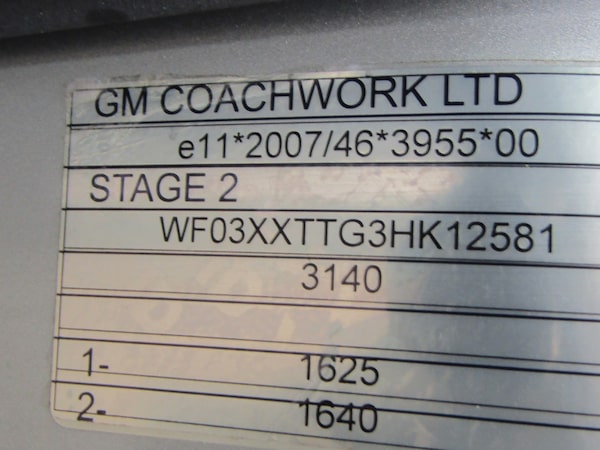 GM COACHWORK LTD
e11*2007/46*3955*00
STAGE 2
WF03XXTTG3HK12581
3140
1- 1625
2- 1640